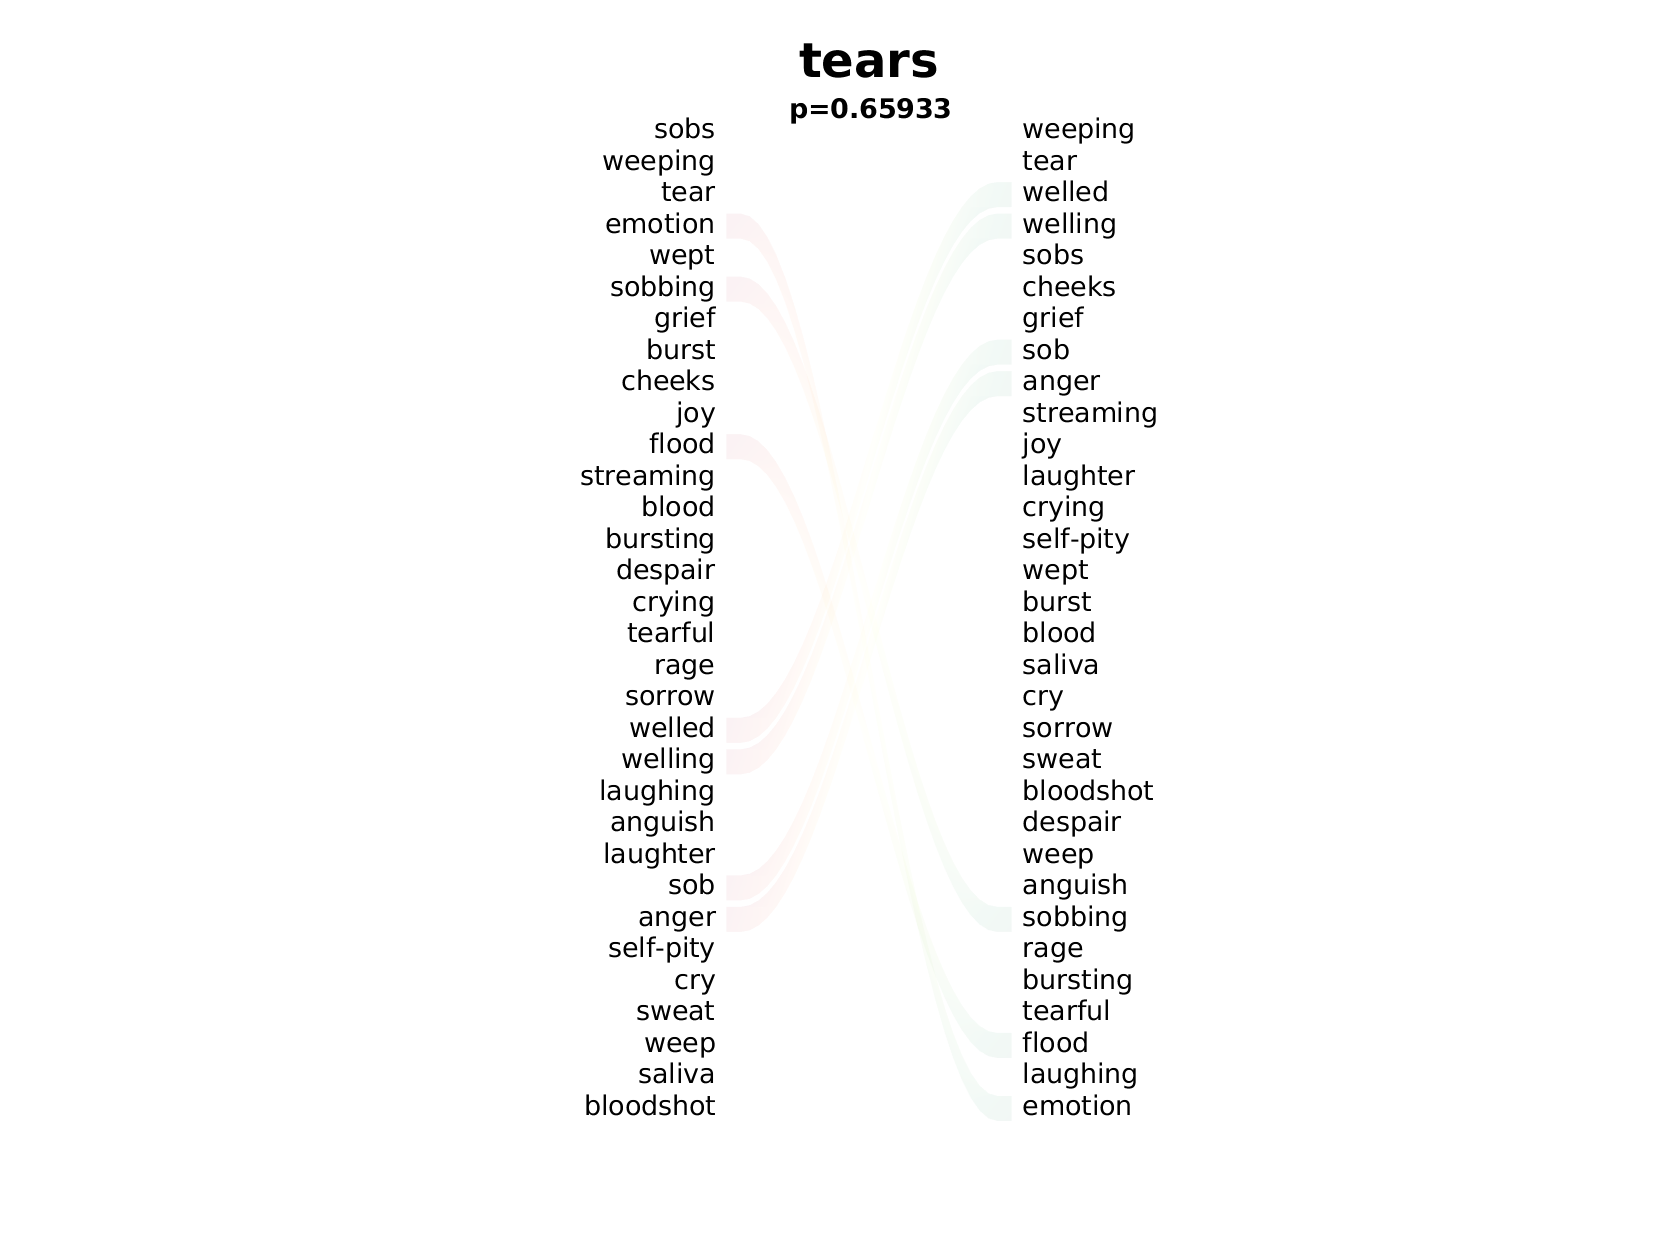 tears
p=0.65933
sobs
weeping
tear
emotion
wept
sobbing
grief
burst
cheeks
joy
flood
streaming
blood
bursting
despair
crying
tearful
rage
sorrow
welled
welling
laughing
anguish
laughter
sob
anger
self-pity
cry
sweat
weep
saliva
bloodshot
weeping
tear
welled
welling
sobs
cheeks
grief
sob
anger
streaming
joy
laughter
crying
self-pity
wept
burst
blood
saliva
cry
sorrow
sweat
bloodshot
despair
weep
anguish
sobbing
rage
bursting
tearful
flood
laughing
emotion